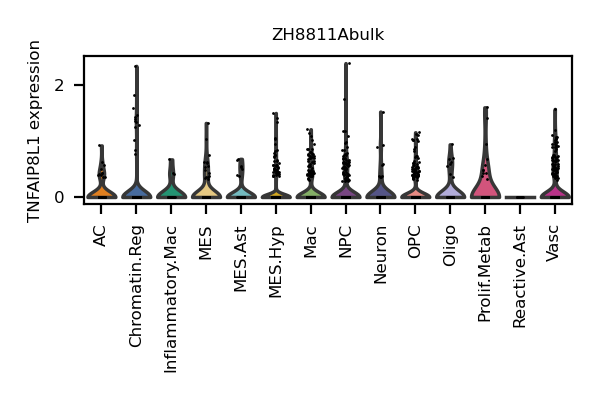 ZH8811Abulk
TNFAIP8L1 expression
2
0
AC
Chromatin.Reg
Inflammatory.Mac
MES
MES.Ast
MES.Hyp
Mac
NPC
Neuron
OPC
Oligo
Prolif.Metab
Reactive.Ast
Vasc